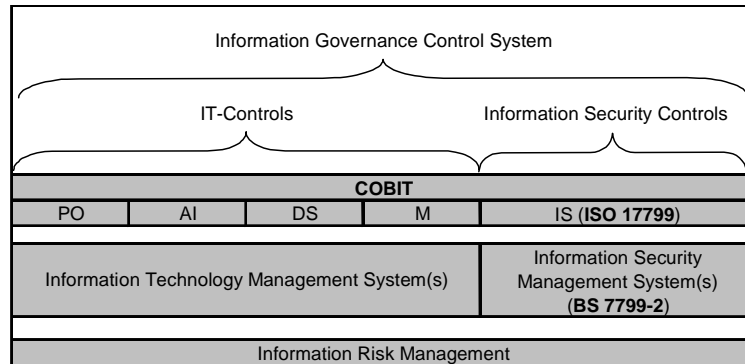 Information Governance Control System
IT-Controls
Information Security Controls
COBIT
PO
AI
DS
M
IS (ISO 17799)
Information Technology Management System(s)
Information Security
Management System(s)
(BS 7799-2)
Information Risk Management